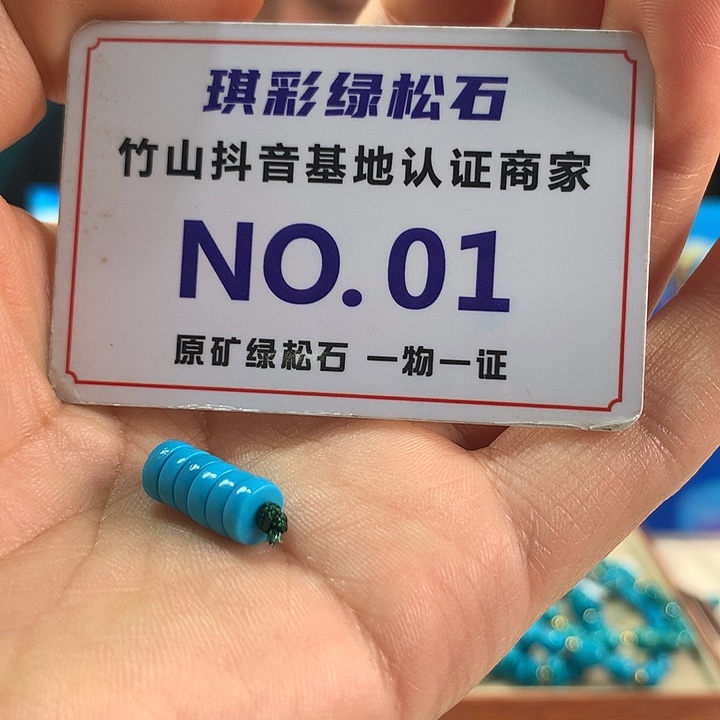 琪彩绿松石
竹山抖音基地认证商家
NO. 01
原矿绿松石 一物一证